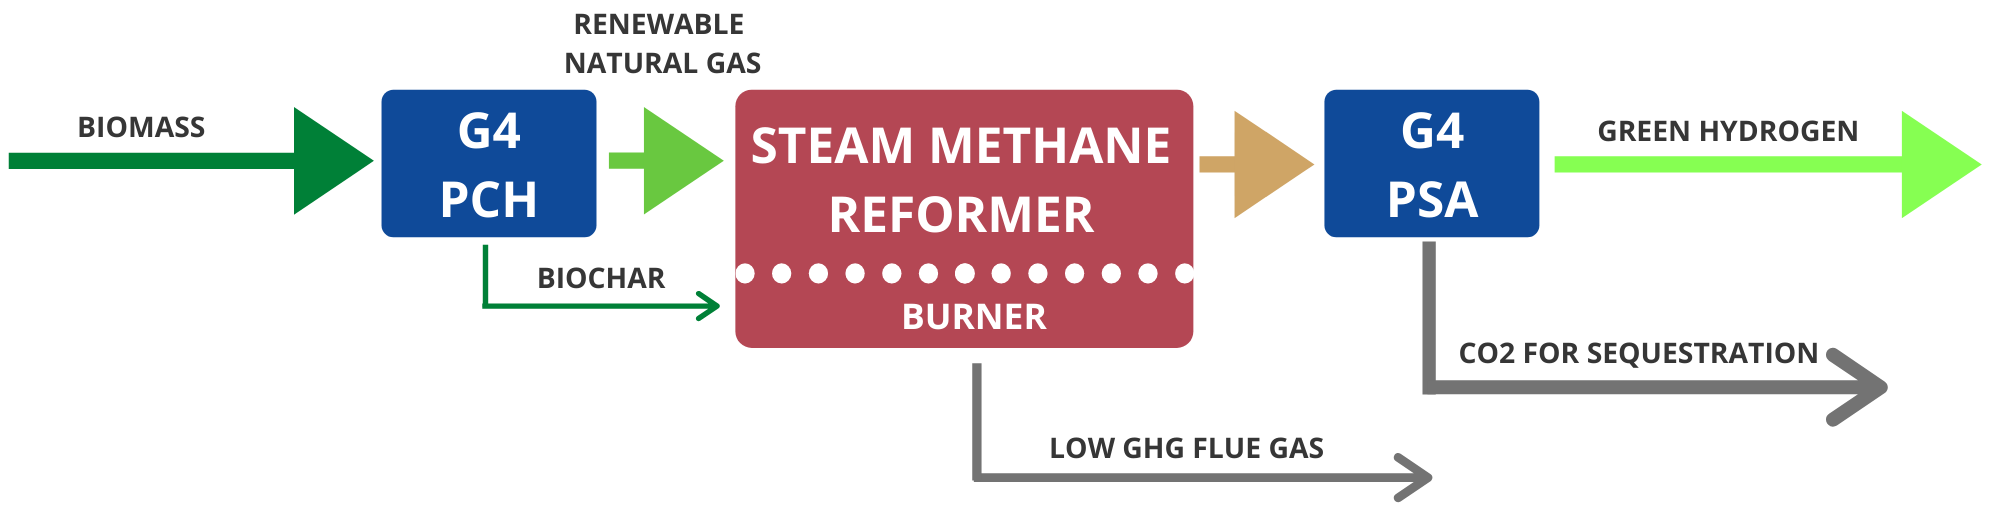 RENEWABLE
NATURAL GAS
BIOMASS
G4
PCH
STEAM METHANE
REFORMER
G4
PSA
GREEN HYDROGEN
BIOCHAR
BURNER
CO2 FOR SEQUESTRATION
LOW GHG FLUE GAS